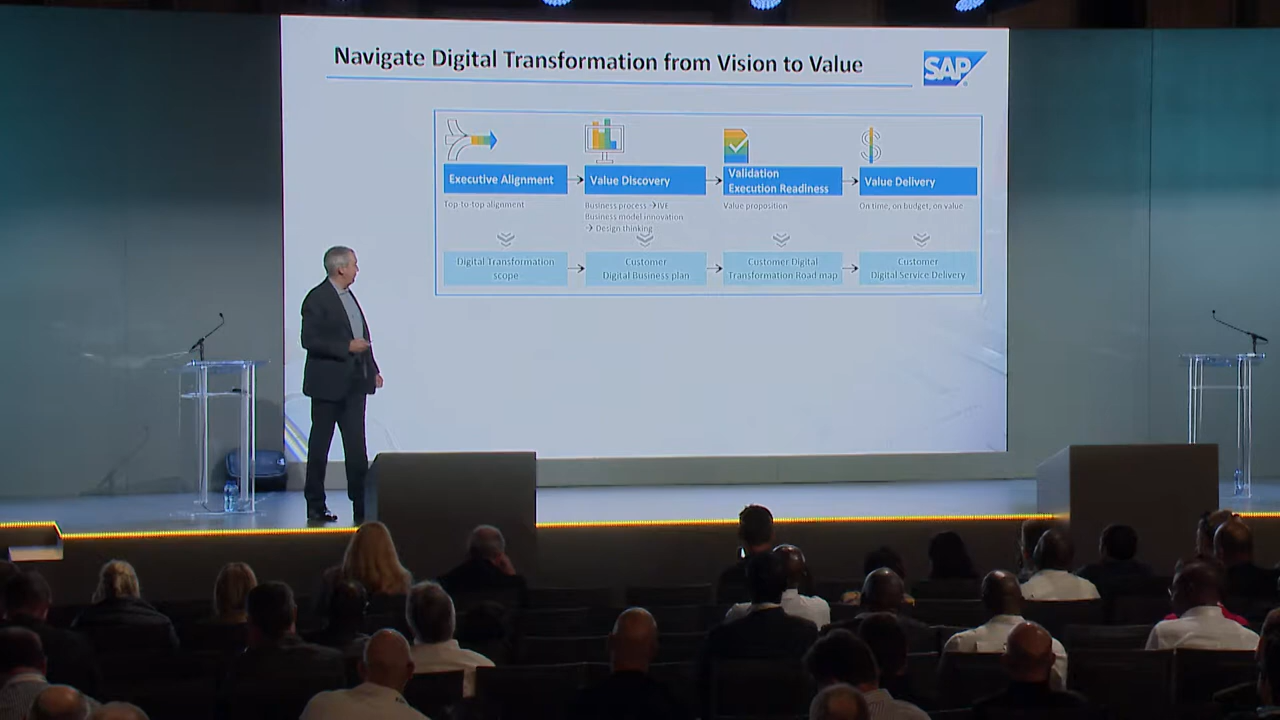 Navigate Digital Transformation from Vision to Value
SAP
Executive Alignment
Value Discovery
Validation
Execution Readiness
Value Delivery
Top-to-top alignment
Business process →IVE
Business model innovation
→ Design thinking
Value proposition
On time, on budget, on value
Digital Transformation
scope
Customer
Digital Business plan
Customer Digital
Transformation Road map
Customer
Digital Service Delivery